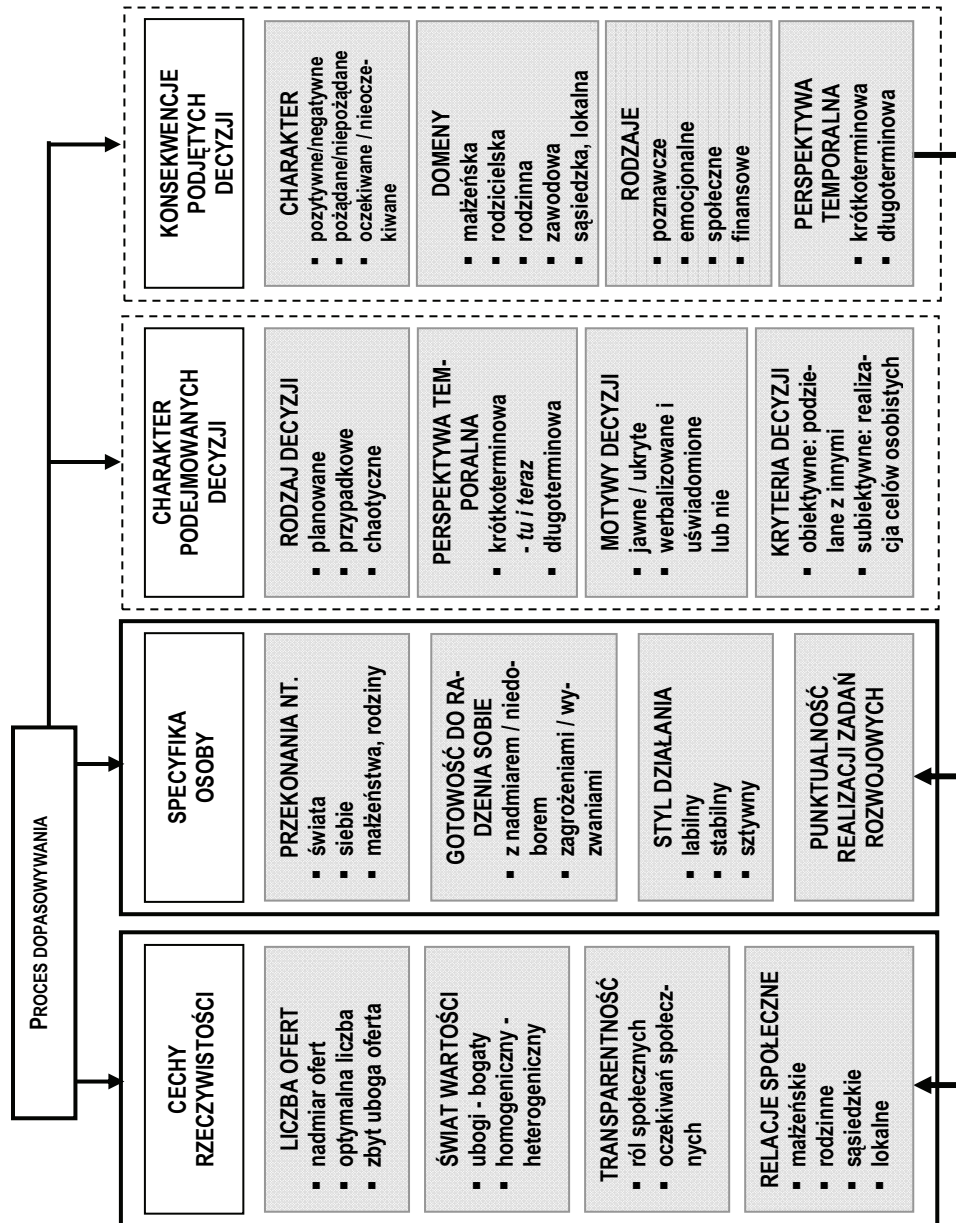 PROCES DOPASOWYWANIA
CECHY
RZECZYWISTOŚCI
LICZBA OFERT
▪ nadmiar ofert
▪ optymalna liczba
▪ zbyt uboga oferta
ŚWIAT WARTOŚCI
▪ ubogi - bogaty
▪ homogeniczny -
heterogeniczny
TRANSPARENTNOŚĆ
▪ ról społecznych
▪ oczekiwań społecz-
nych
RELACJE SPOŁECZNE
▪ małżeńskie
▪ rodzinne
▪ sąsiedzkie
▪ lokalne
SPECYFIKA
OSOBY
PRZEKONANIA NT.
▪ świata
▪ siebie
▪ małżeństwa, rodziny
GOTOWOŚĆ DO RA-
DZENIA SOBIE
▪ z nadmiarem / niedo-
borem
▪ zagrożeniami / wy-
zwaniami
STYL DZIAŁANIA
▪ labilny
▪ stabilny
▪ sztywny
PUNKTUALNOŚĆ
REALIZACJI ZADAŃ
ROZWOJOWYCH
CHARAKTER
PODEJMOWANYCH
DECYZJI
RODZAJ DECYZJI
▪ planowane
▪ przypadkowe
▪ chaotyczne
PERSPEKTYWA TEM-
PORALNA
▪ krótkoterminowa
- tu i teraz
▪ długoterminowa
MOTYWY DECYZJI
▪ jawne / ukryte
▪ werbalizowane i
uświadomione
lub nie
KRYTERIA DECYZJI
▪ obiektywne: podzie-
lane z innymi
▪ subiektywne: realiza-
cja celów osobistych
KONSEKWENCJE
PODJĘTYCH
DECYZJI
CHARAKTER
▪ pozytywne/negatywne
▪ pożądane/niepożądane
▪ oczekiwane / nieocze-
kiwane
DOMENY
▪ małżeńska
▪ rodzicielska
▪ rodzinna
▪ zawodowa
▪ sąsiedzka, lokalna
RODZAJE
▪ poznawcze
▪ emocjonalne
▪ społeczne
▪ finansowe
PERSPEKTYWA
TEMPORALNA
▪ krótkoterminowa
▪ długoterminowa